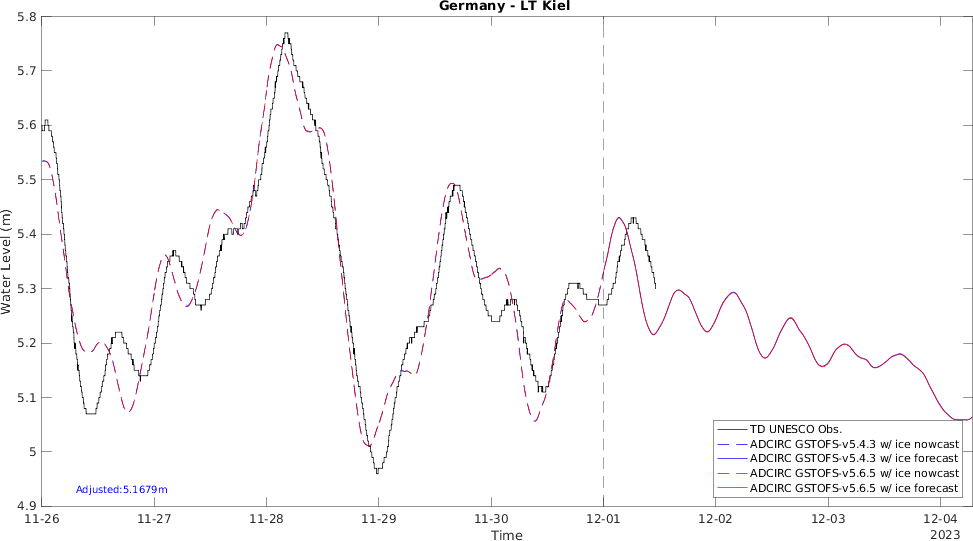 Germany - LT Kiel
5.8
5.7
5.6
5.5
5.4
5.3
5.2
5.1
5
4.9
Water Level (m)
Adjusted:5.1679m
TD UNESCO Obs.
ADCIRC GSTOFS-v5.4.3 w/ ice nowcast
ADCIRC GSTOFS-v5.4.3 w/ ice forecast
ADCIRC GSTOFS-v5.6.5 w/ ice nowcast
ADCIRC GSTOFS-v5.6.5 w/ ice forecast
11-26 11-27 11-28 11-29 11-30 12-01 12-02 12-03 12-04
Time
2023